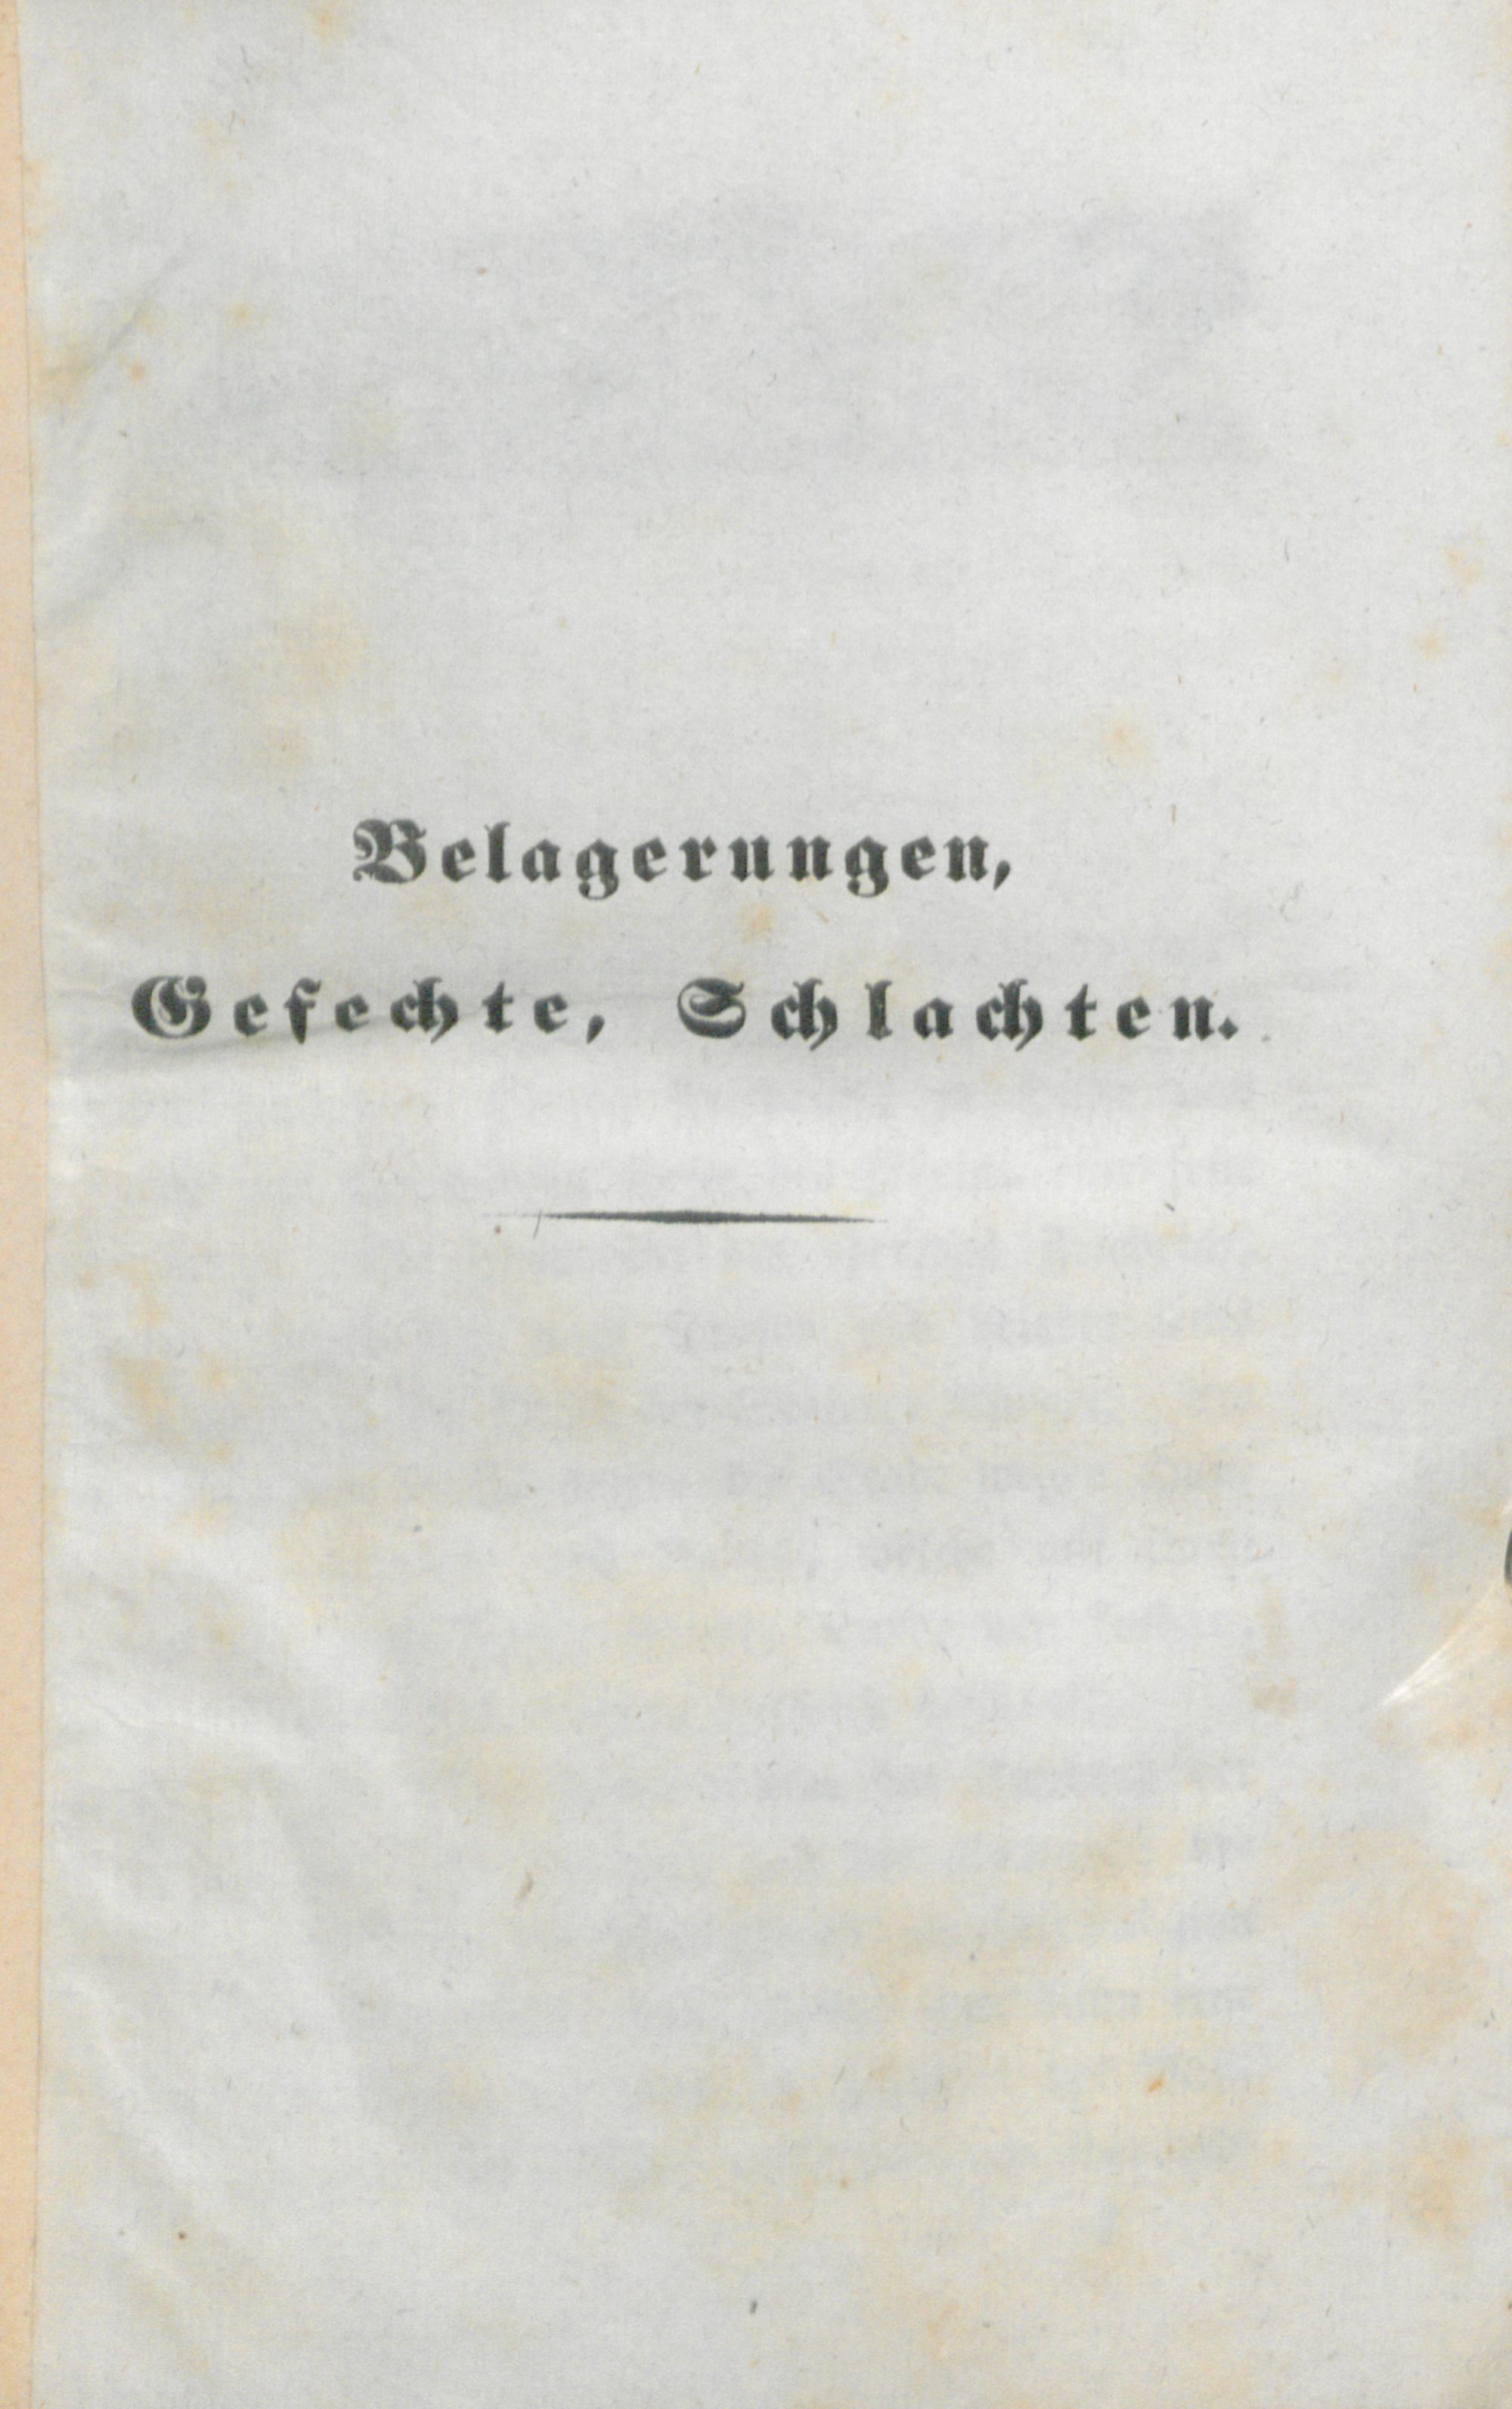 Belagerungen,
Gefechte, Schlachten.